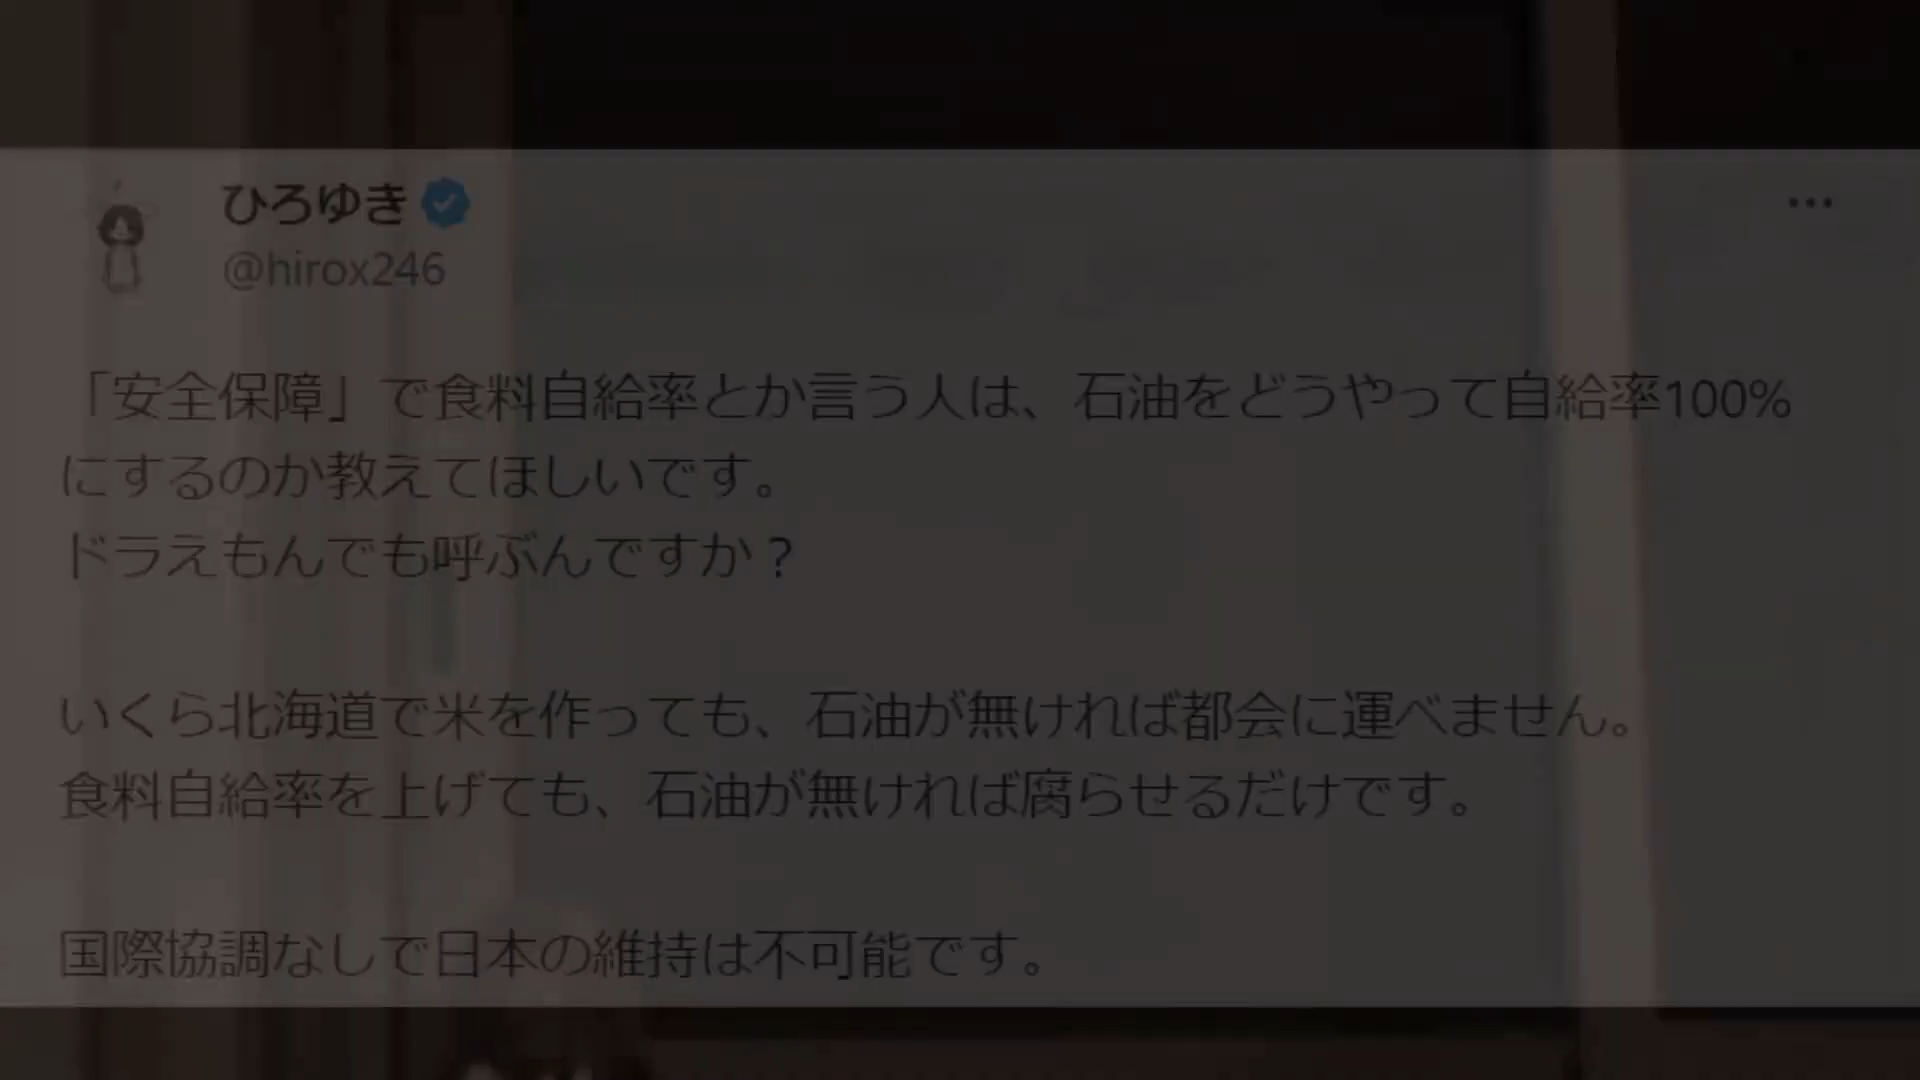 ひろゆき
@hirox246
「安全保障」で食料自給率とか言う人は、石油をどうやって自給率100%
にするのか教えてほしいです。
ドラえもんでも呼ぶんですか？
いくら北海道で米を作っても、石油が無ければ都会に運べません。
食料自給率を上げても、石油が無ければ腐らせるだけです。
国際協調なしで日本の維持は不可能です。